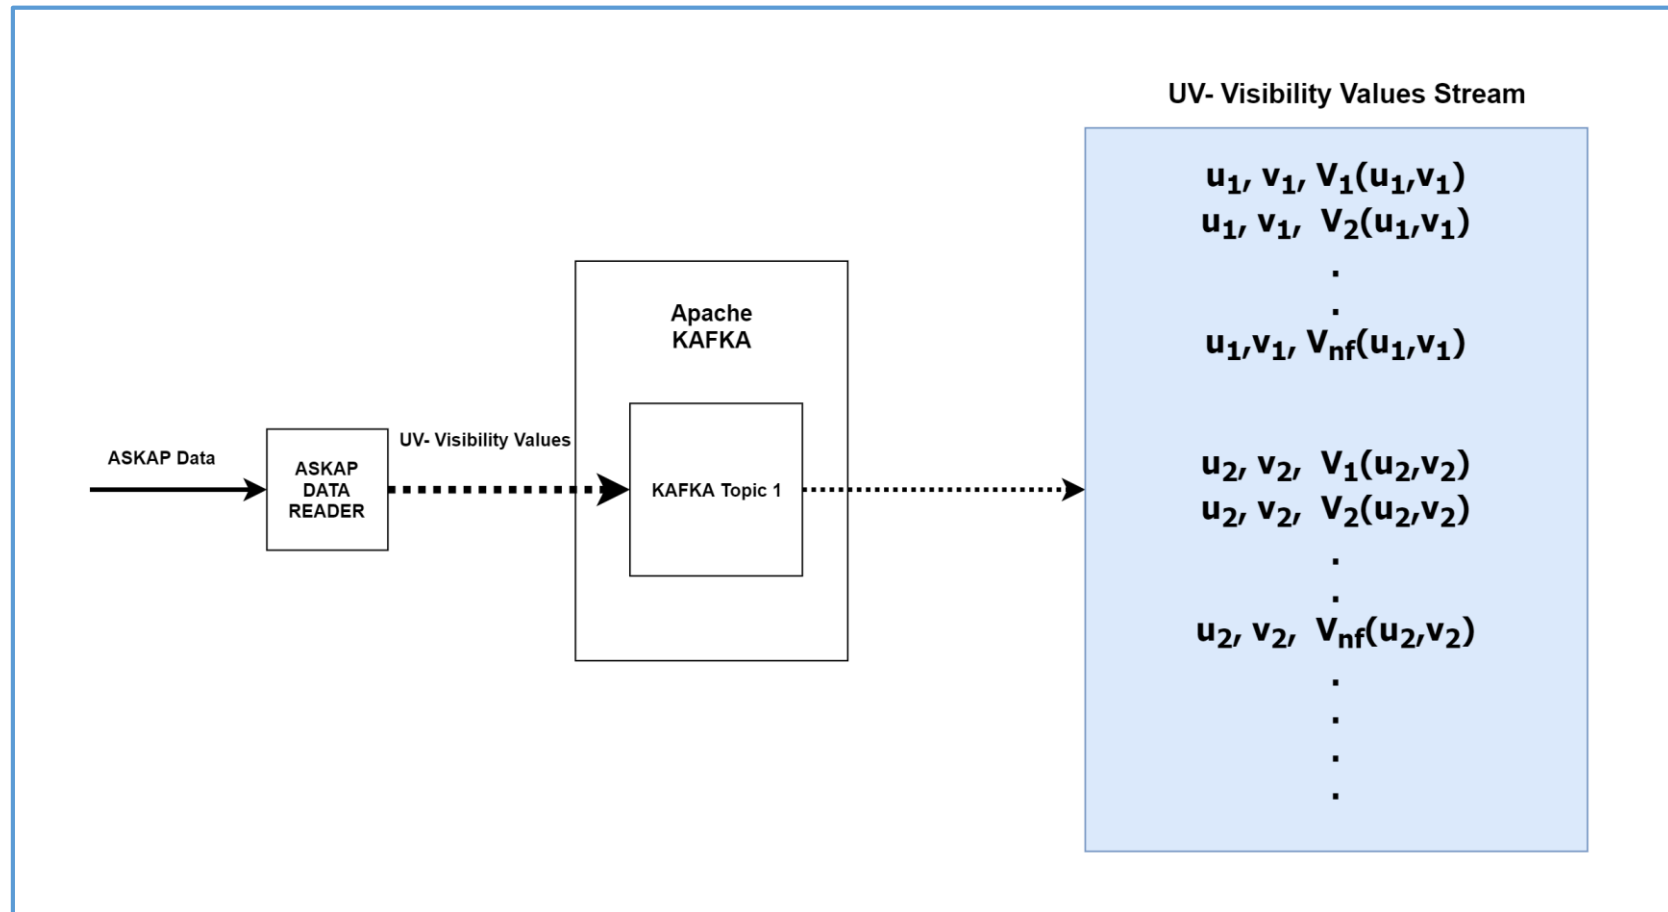 UV- Visibility Values Stream
u₁, v₁, V₁(u₁,v₁)
u₁, v₁, V₂(u₁,v₁)
.
.
u₁,v₁, Vnf(u₁,v₁)
u₂, v₂, V₁(u₂,v₂)
u₂, v₂, V₂(u₂,v₂)
.
.
u₂, v₂, Vnf(u₂,v₂)
.
.
.
.
Apache
KAFKA
KAFKA Topic 1
UV- Visibility Values
ASKAP Data
ASKAP
DATA
READER